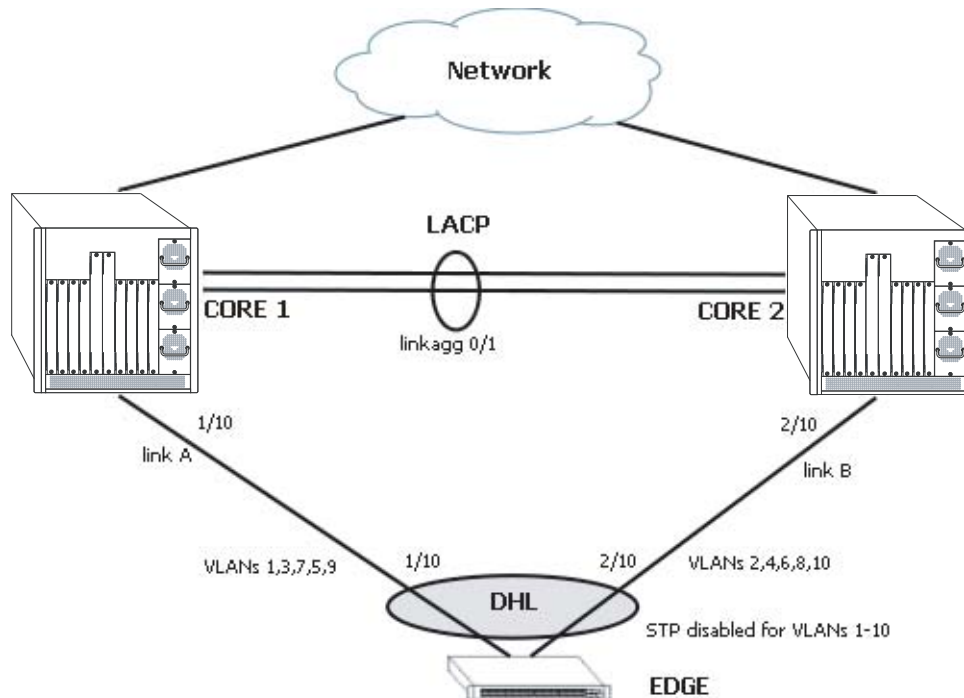 Network
LACP
CORE 1
CORE 2
linkagg 0/1
1/10
2/10
link A
link B
VLANs 1,3,7,5,9
1/10
2/10
VLANs 2,4,6,8,10
DHL
STP disabled for VLANs 1-10
EDGE